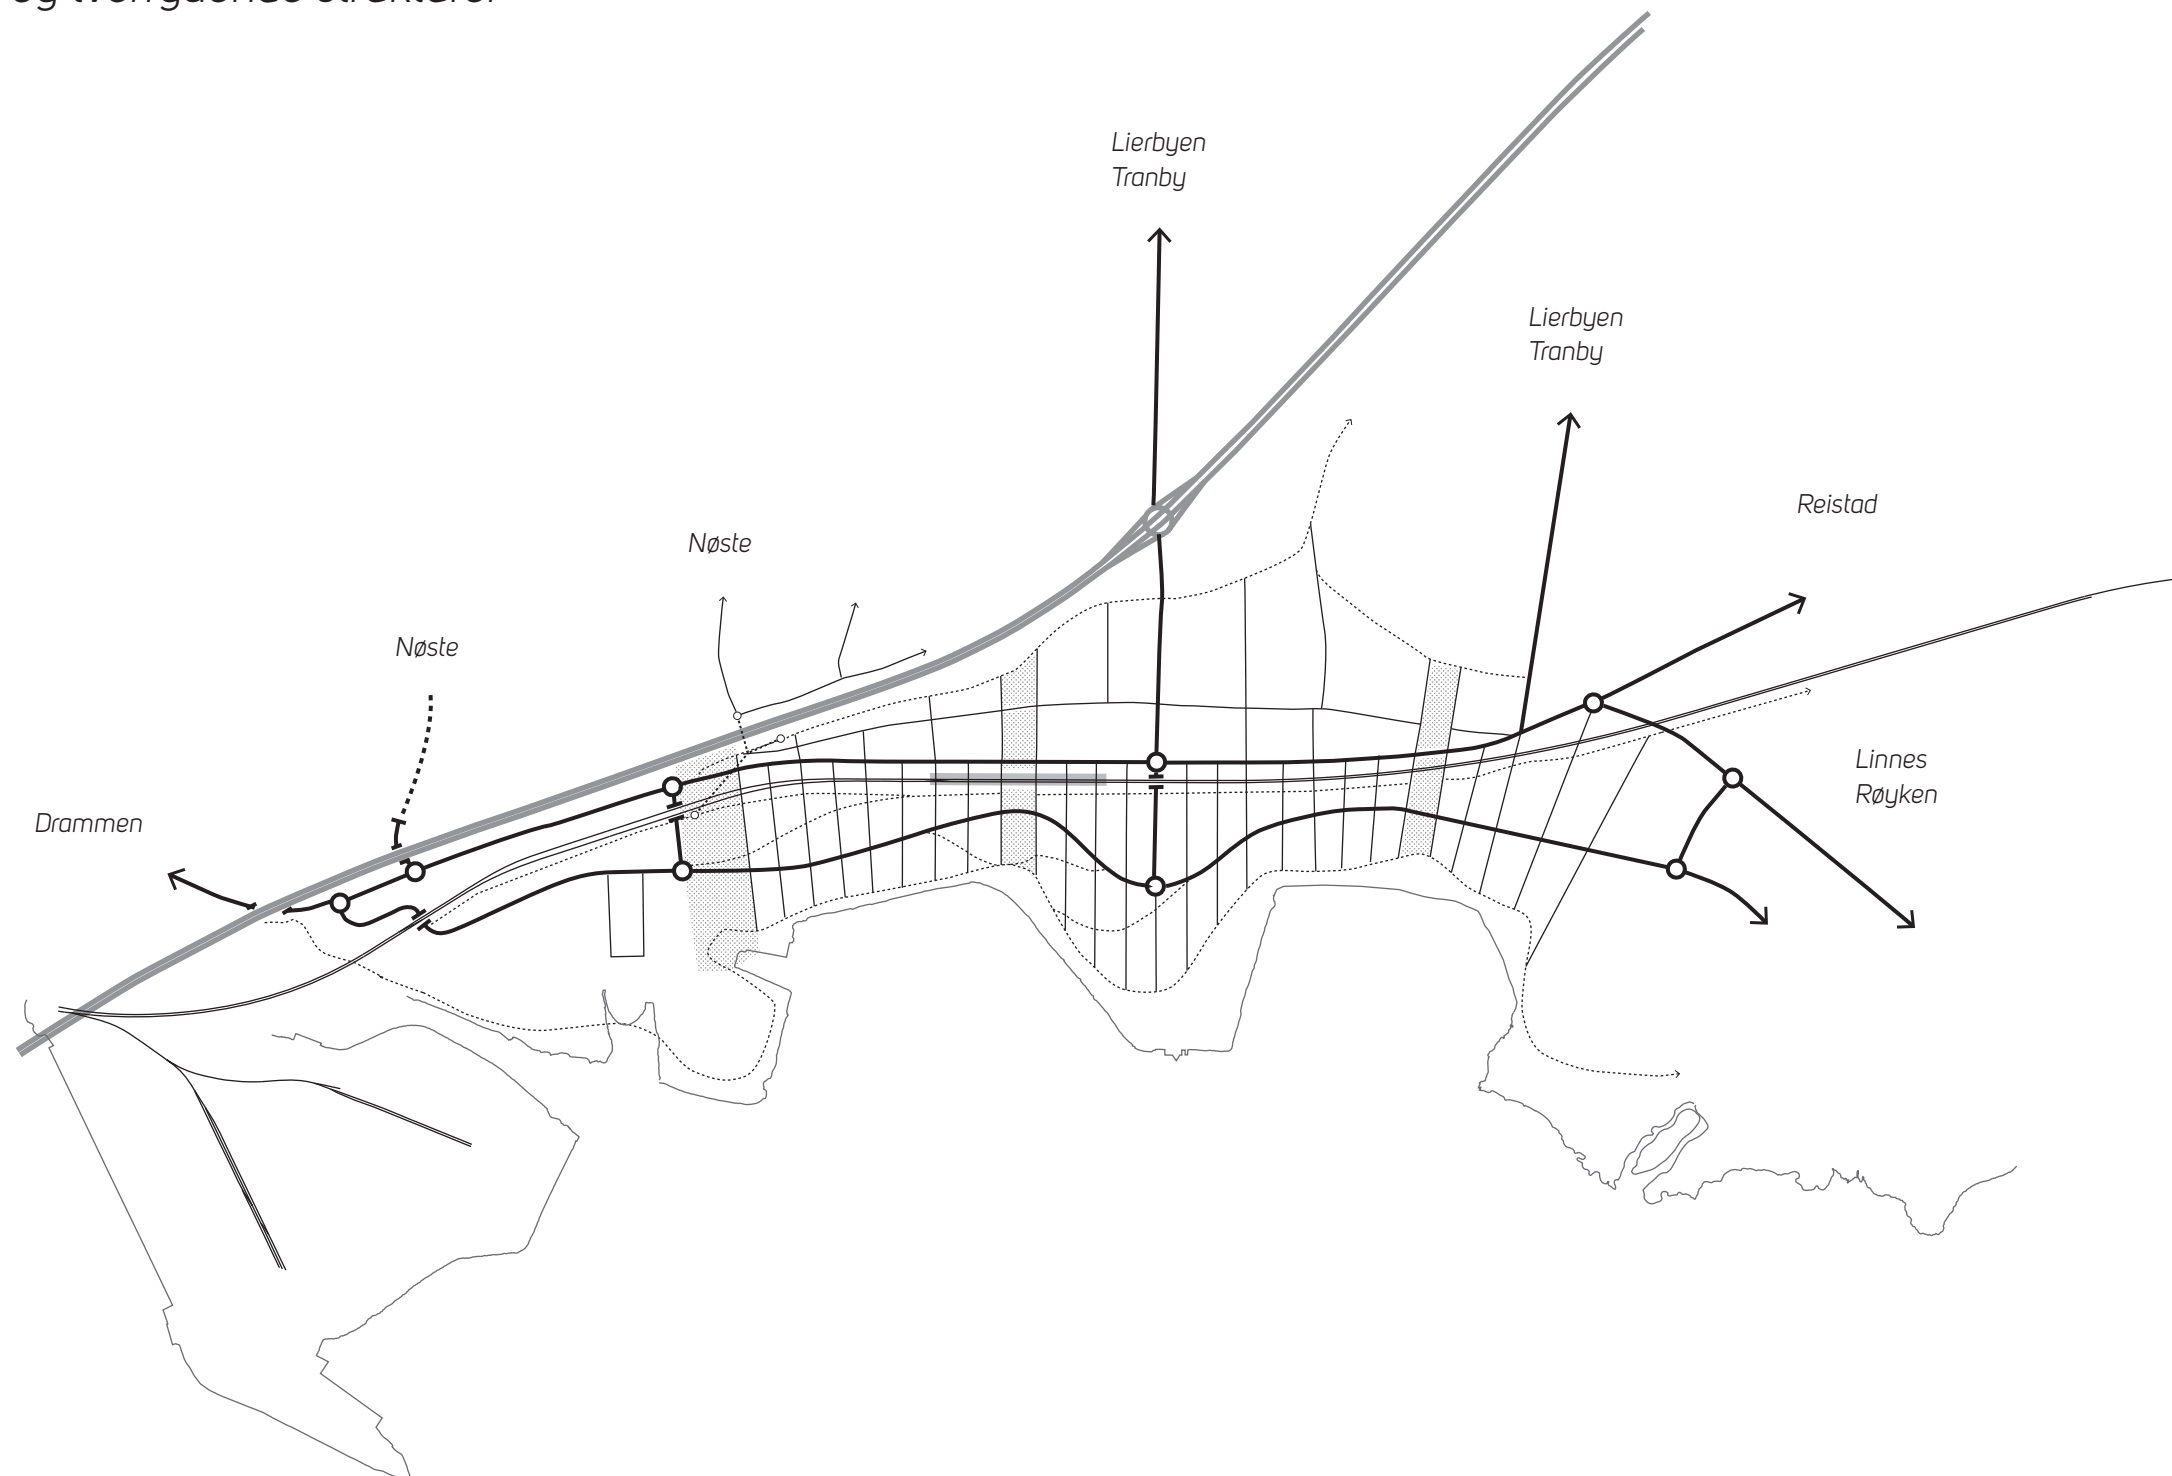 Lierbyen
Tranby
Lierbyen
Tranby
Reistad
Nøste
Nøste
Linnes
Røyken
Drammen